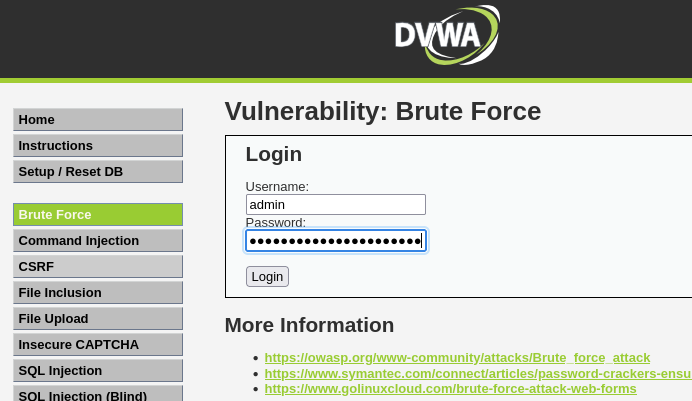 DVWA
Home
Instructions
Setup / Reset DB
Brute Force
Command Injection
CSRF
File Inclusion
File Upload
Insecure CAPTCHA
SQL Injection
SQL Injection (Blind)
Vulnerability: Brute Force
Login
Username:
admin
Password:
●●●●●●●●●●●●●●●●●●●●●●
Login
More Information
https://owasp.org/www-community/attacks/Brute_force_attack
https://www.symantec.com/connect/articles/password-crackers-ensu
https://www.golinuxcloud.com/brute-force-attack-web-forms